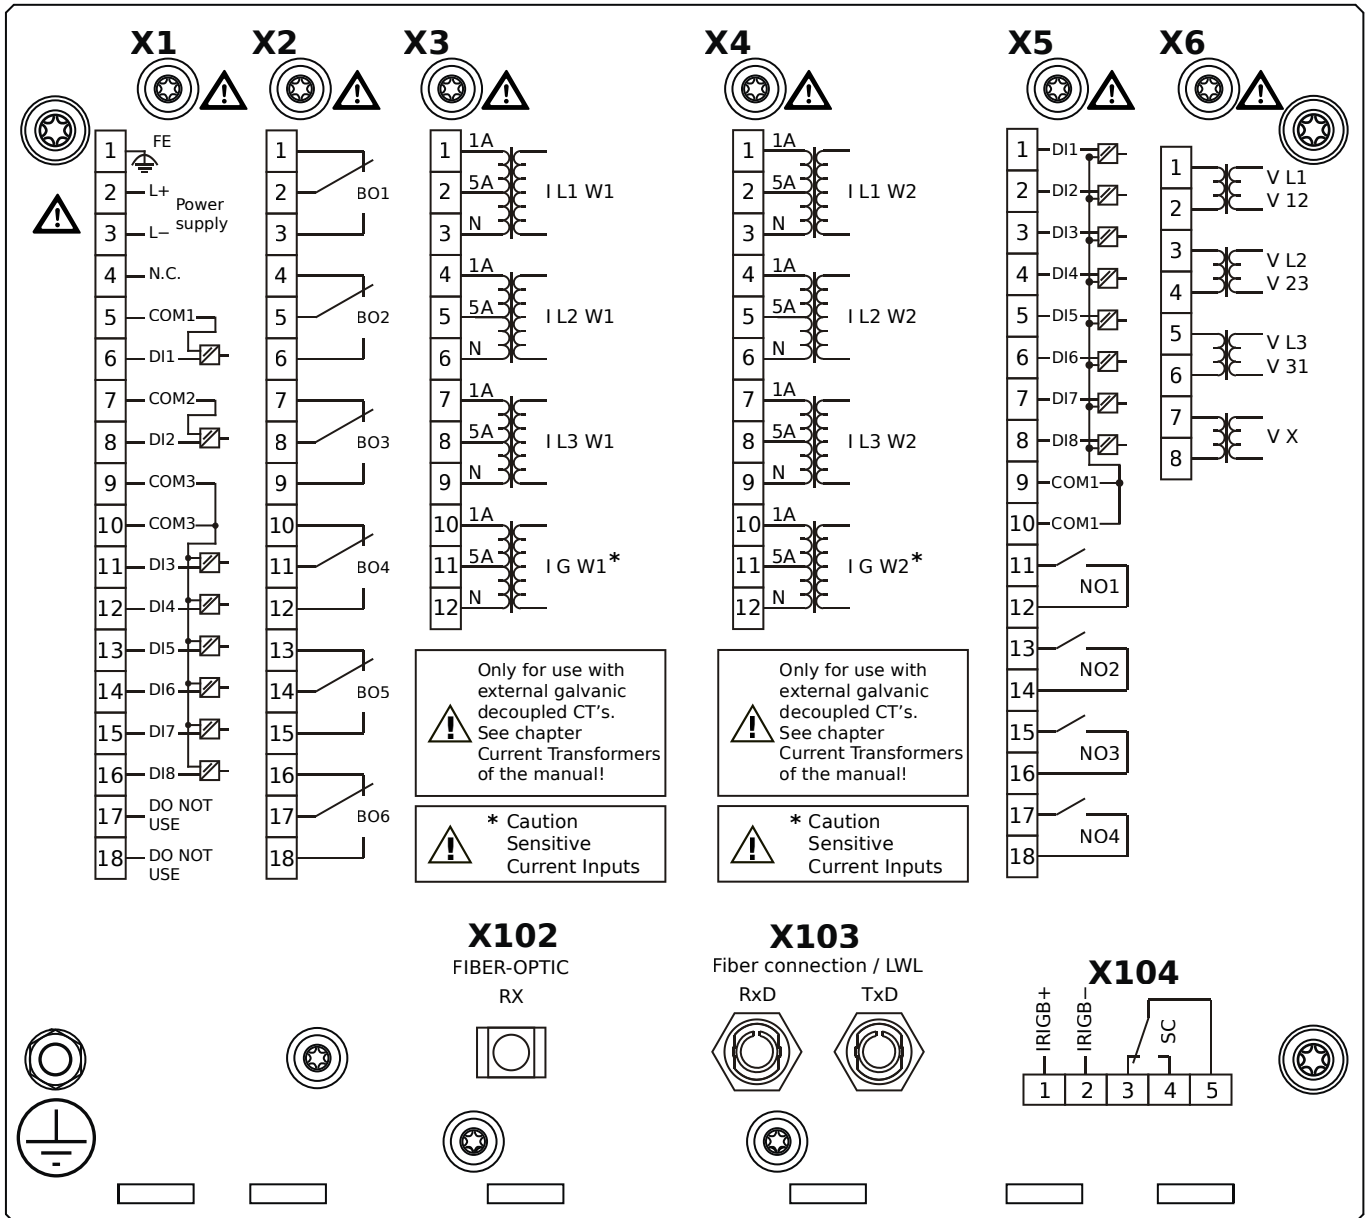 X1
1 FE
2 L+
Power supply
3 L−
4 N.C.
5 COM1
6 DI1
7 COM2
8 DI2
9 COM3
10 COM3
11 DI3
12 DI4
13 DI5
14 DI6
15 DI7
16 DI8
17 DO NOT
USE
18 DO NOT
USE
X2
1
2 BO1
3
4
5 BO2
6
7
8 BO3
9
10
11 BO4
12
13
14 BO5
15
16
17 BO6
18
X3
1 1A
2 5A I L1 W1
3 N
4 1A
5 5A I L2 W1
6 N
7 1A
8 5A I L3 W1
9 N
10 1A
11 5A I G W1*
12 N
Only for use with
external galvanic
decoupled CT's.
See chapter
Current Transformers
of the manual!
* Caution
Sensitive
Current Inputs
X4
1 1A
2 5A I L1 W2
3 N
4 1A
5 5A I L2 W2
6 N
7 1A
8 5A I L3 W2
9 N
10 1A
11 5A I G W2*
12 N
Only for use with
external galvanic
decoupled CT's.
See chapter
Current Transformers
of the manual!
* Caution
Sensitive
Current Inputs
X5
1 DI1
2 DI2
3 DI3
4 DI4
5 DI5
6 DI6
7 DI7
8 DI8
9 COM1
10 COM1
11
NO1
12
13
NO2
14
15
NO3
16
17
NO4
18
X6
1 V L1
2 V 12
3 V L2
4 V 23
5 V L3
6 V 31
7
V X
8
X102
FIBER-OPTIC
RX
X103
Fiber connection / LWL
RxD TxD
X104
IRIGB+ IRIGB− SC
1 2 3 4 5